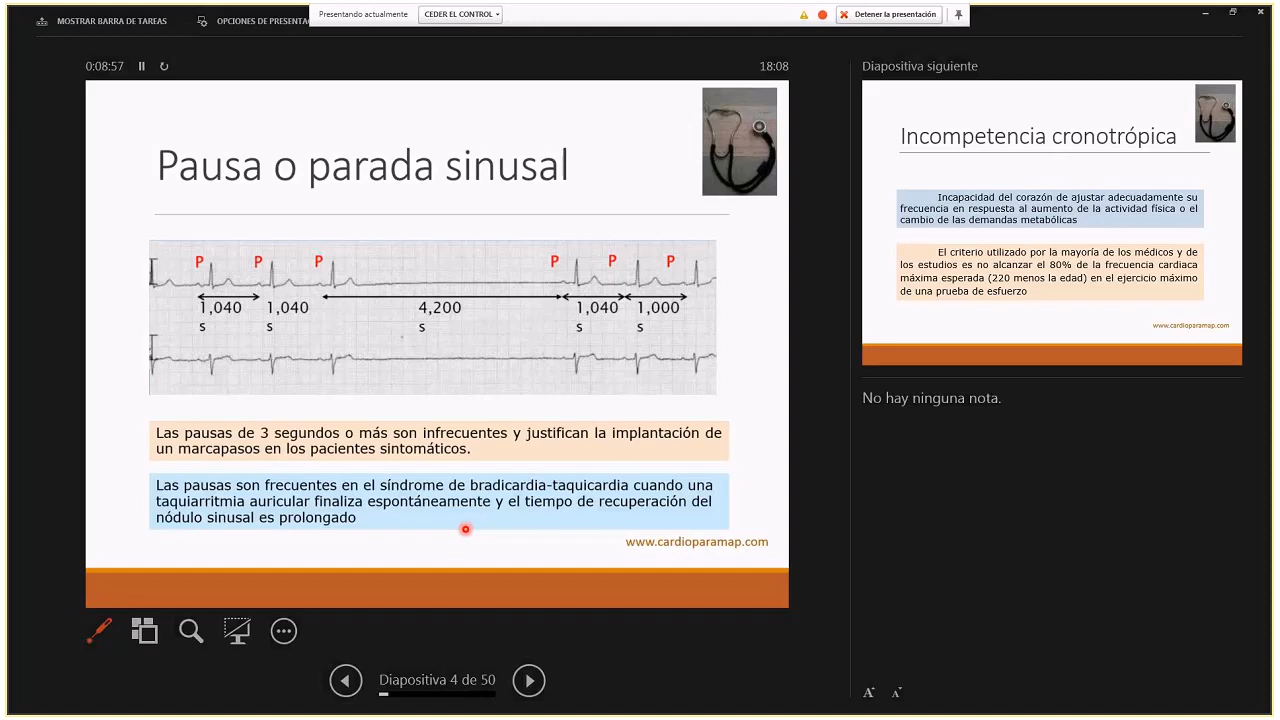 MOSTRAR BARRA DE TAREAS
OPCIONES DE PRESENTA
Presentando actualmente
CEDER EL CONTROL
Detener la presentación
0:08:57
18:08
Pausa o parada sinusal
P P P P P P
1,040 1,040 4,200 1,040 1,000
s s s s s
Las pausas de 3 segundos o más son infrecuentes y justifican la implantación de
un marcapasos en los pacientes sintomáticos.
Las pausas son frecuentes en el síndrome de bradicardia-taquicardia cuando una
taquiarritmia auricular finaliza espontáneamente y el tiempo de recuperación del
nódulo sinusal es prolongado
www.cardioparamap.com
Diapositiva 4 de 50
Diapositiva siguiente
Incompetencia cronotrópica
Incapacidad del corazón de ajustar adecuadamente su
frecuencia en respuesta al aumento de la actividad física o el
cambio de las demandas metabólicas
El criterio utilizado por la mayoría de los médicos y de
los estudios es no alcanzar el 80% de la frecuencia cardiaca
máxima esperada (220 menos la edad) en el ejercicio máximo
de una prueba de esfuerzo
www.cardioparamap.com
No hay ninguna nota.
A A